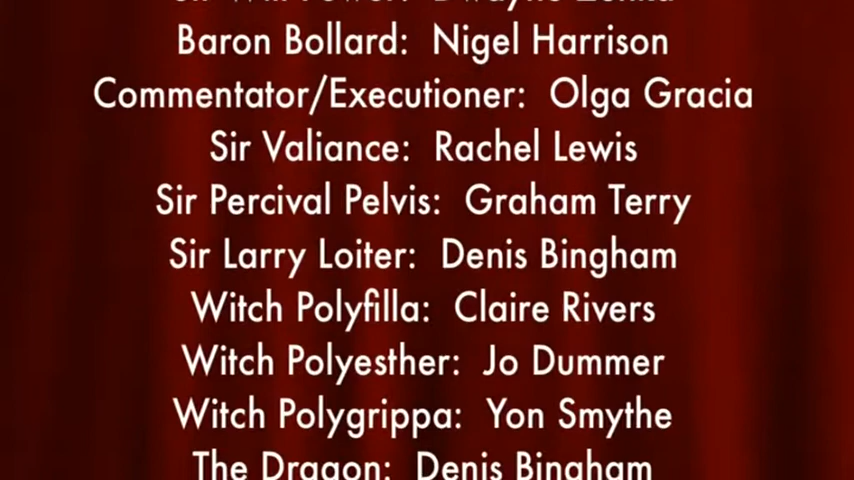 Baron Bollard: Nigel Harrison
Commentator/Executioner: Olga Gracia
Sir Valiance: Rachel Lewis
Sir Percival Pelvis: Graham Terry
Sir Larry Loiter: Denis Bingham
Witch Polyfilla: Claire Rivers
Witch Polyesther: Jo Dummer
Witch Polygrippa: Yon Smythe
The Dragon: Denis Bingham